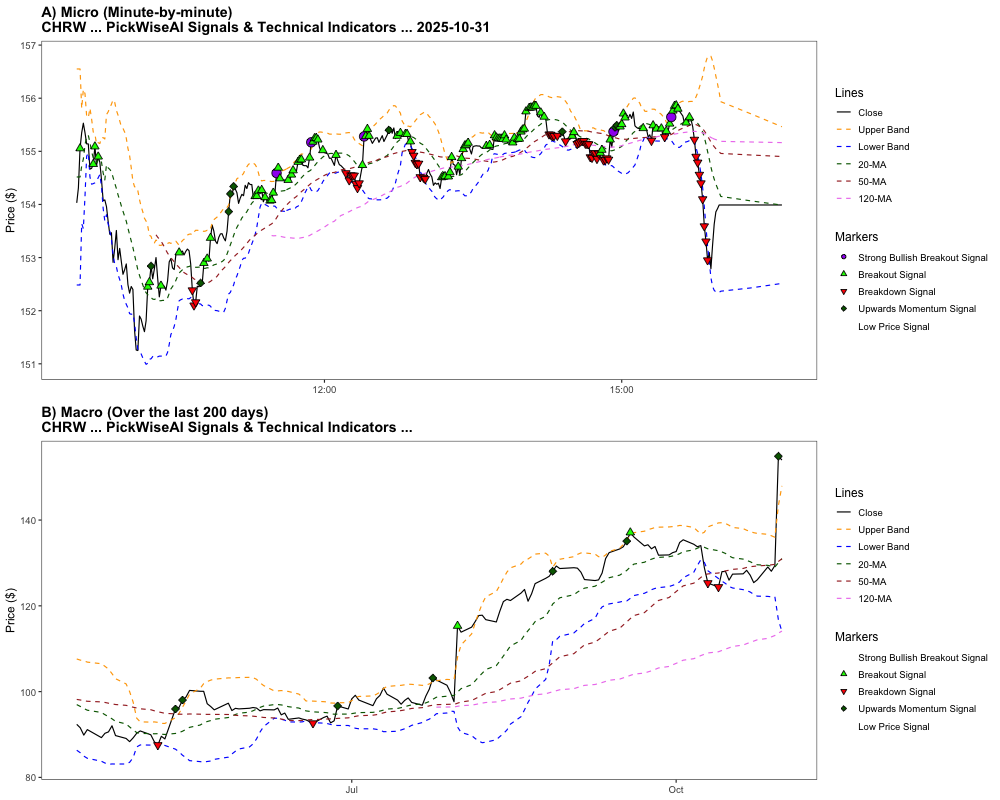 A) Micro (Minute-by-minute)
CHRW ... PickWiseAI Signals & Technical Indicators ... 2025-10-31
157
156
155
154
153
152
151
Price ($)
12:00
15:00
Lines
Close
Upper Band
Lower Band
20-MA
50-MA
120-MA
Markers
Strong Bullish Breakout Signal
Breakout Signal
Breakdown Signal
Upwards Momentum Signal
Low Price Signal
B) Macro (Over the last 200 days)
CHRW ... PickWiseAI Signals & Technical Indicators ...
140
120
100
80
Price ($)
Jul
Oct
Lines
Close
Upper Band
Lower Band
20-MA
50-MA
120-MA
Markers
Strong Bullish Breakout Signal
Breakout Signal
Breakdown Signal
Upwards Momentum Signal
Low Price Signal